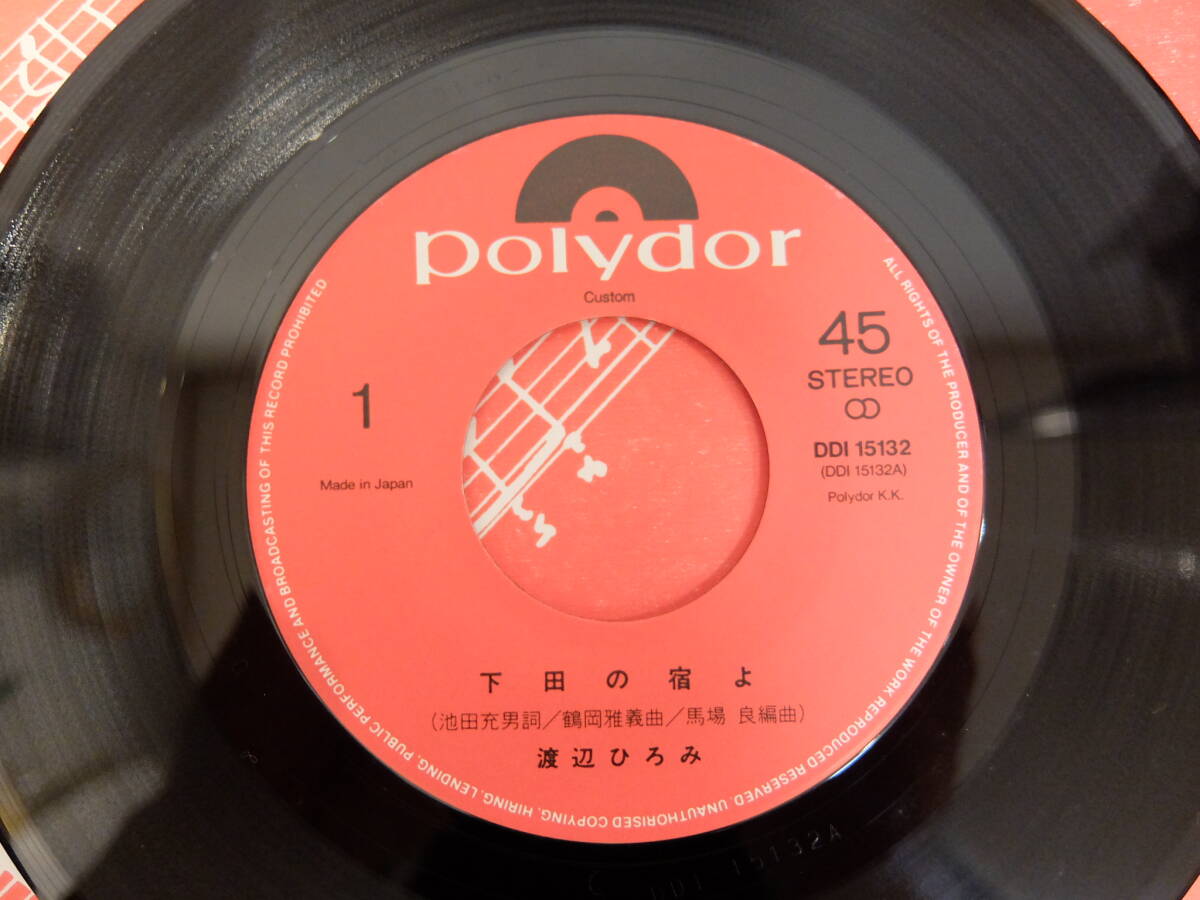 polydor
Custom
45
STEREO
1
DDI 15132
(DDI 15132A)
Made in Japan
Polydor K.K.
下田の宿よ
(池田充男詞/鶴岡雅義曲/馬場 良編曲)
渡辺ひろみ
ALL RIGHTS OF THE PRODUCER AND OF THE OWNER OF THE WORK REPRODUCED RESERVED. UNAUTHORISED COPYING, HIRING, LENDING, PUBLIC PERFORMANCE AND BROADCASTING OF THIS RECORD PROHIBITED
DDI 15132A